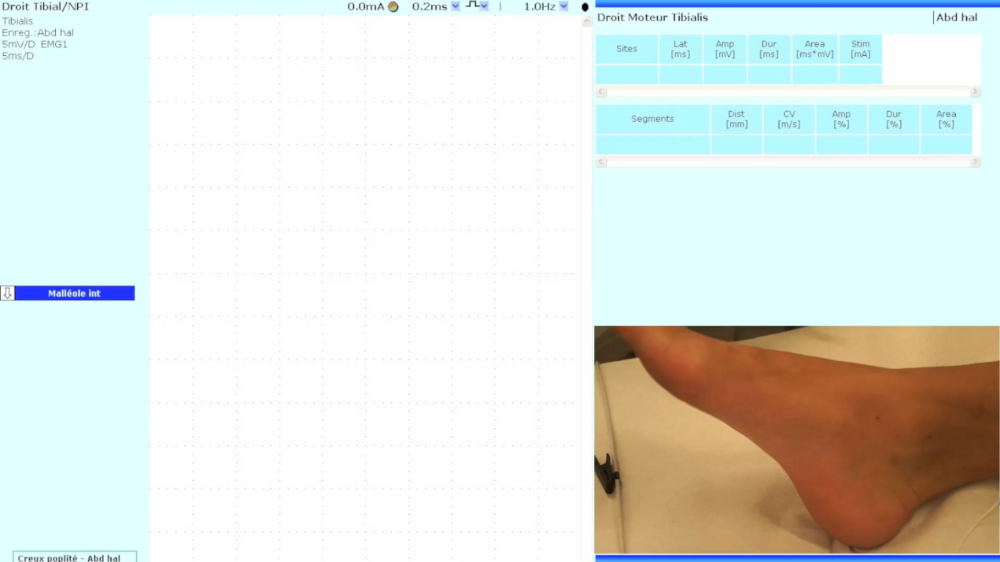 Droit Tibial/NPI 0.0mA 0.2ms 1.0Hz
Tibialis
Enreg.:Abd hal
5mV/D EMG1
5ms/D
Malléole int
Creux poplité - Abd hal
Droit Moteur Tibialis Abd hal
Sites Lat [ms] Amp [mV] Dur [ms] Area [ms*mV] Stim [mA]
Segments Dist [mm] CV [m/s] Amp [%] Dur [%] Area [%]